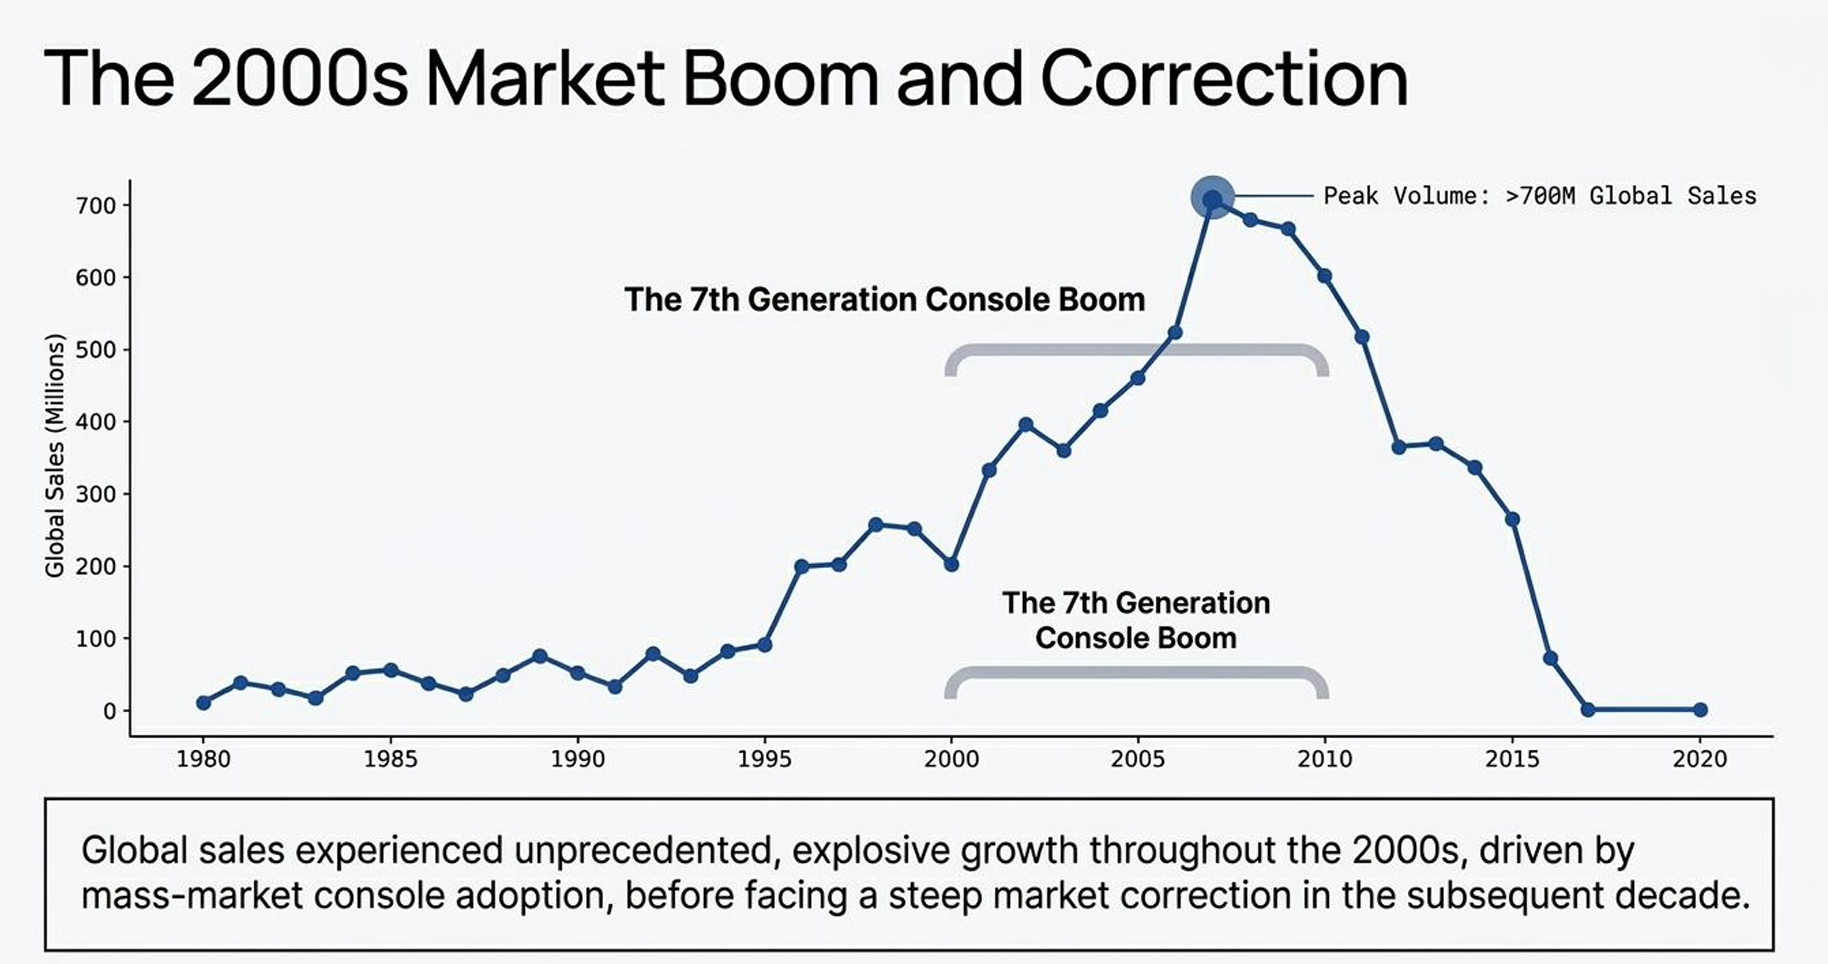 The 2000s Market Boom and Correction
Peak Volume: >700M Global Sales
The 7th Generation Console Boom
The 7th Generation
Console Boom
Global Sales (Millions)
700
600
500
400
300
200
100
0
1980 1985 1990 1995 2000 2005 2010 2015 2020
Global sales experienced unprecedented, explosive growth throughout the 2000s, driven by
mass-market console adoption, before facing a steep market correction in the subsequent decade.